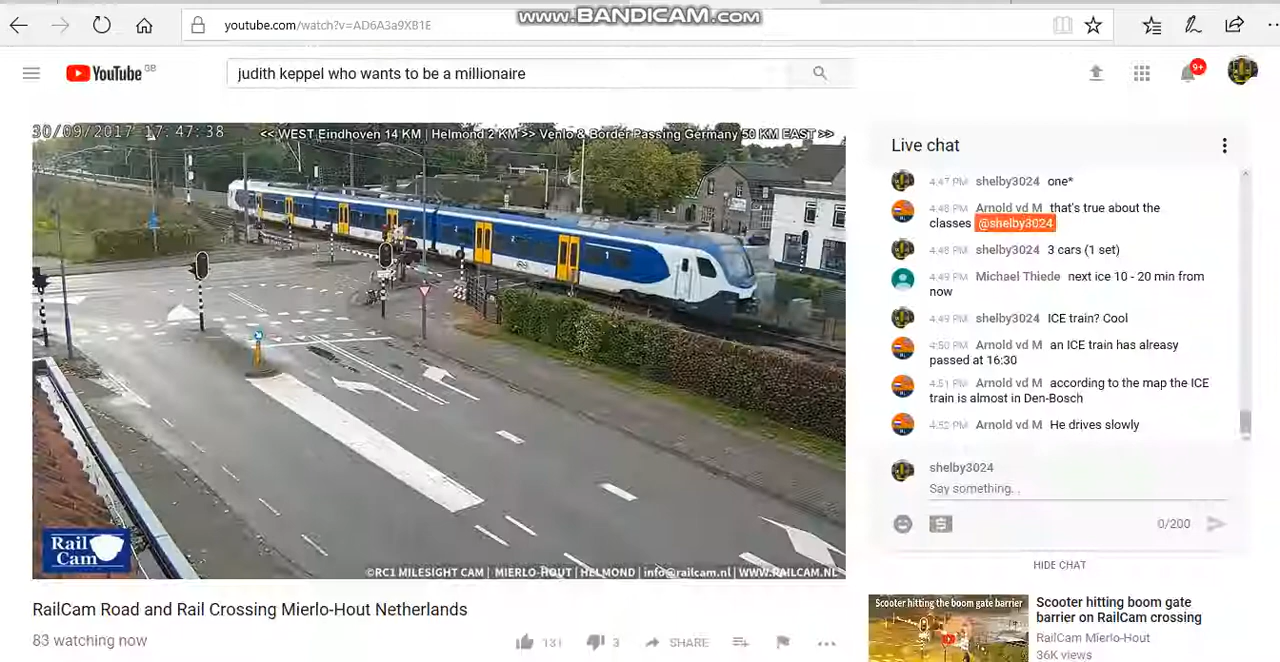 www.BANDICAM.com
youtube.com/watch?v=AD6A3a9XB1E
YouTube GB
judith keppel who wants to be a millionaire
9+
30/09/2017 17:47:38
<< WEST Eindhoven 14 KM | Helmond 2 KM >> Venlo & Border Passing Germany 50 KM EAST >>
Rail
Cam
©RC1 MILESIGHT CAM | MIERLO-HOUT | HELMOND | info@railcam.nl | WWW.RAILCAM.NL
RailCam Road and Rail Crossing Mierlo-Hout Netherlands
83 watching now
131
3
SHARE
Live chat
4:47 PM shelby3024 one*
4:48 PM Arnold vd M that's true about the
classes @shelby3024
4:48 PM shelby3024 3 cars (1 set)
4:49 PM Michael Thiede next ice 10 - 20 min from
now
4:49 PM shelby3024 ICE train? Cool
4:50 PM Arnold vd M an ICE train has alreasy
passed at 16:30
4:51 PM Arnold vd M according to the map the ICE
train is almost in Den-Bosch
4:52 PM Arnold vd M He drives slowly
shelby3024
Say something...
0/200
HIDE CHAT
Scooter hitting the boom gate barrier
Scooter hitting boom gate
barrier on RailCam crossing
RailCam Mierlo-Hout
36K views